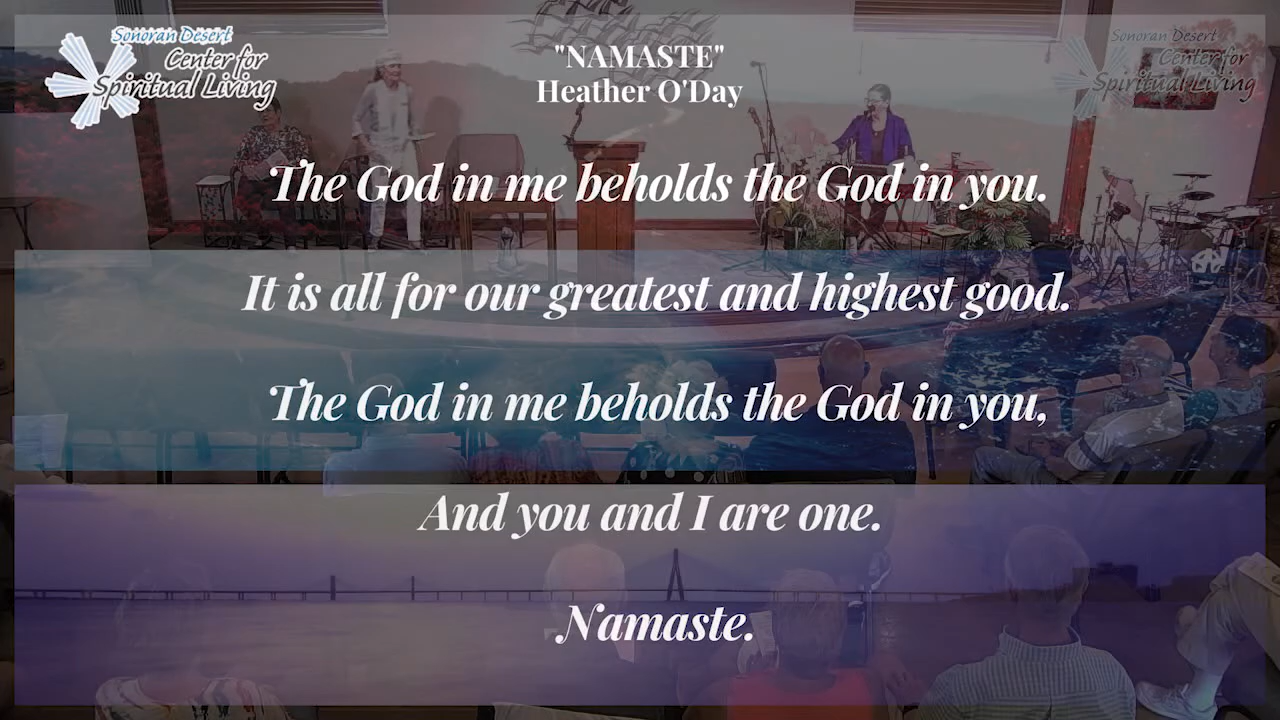 Sonoran Desert
Center for
Spiritual Living
"NAMASTE"
Heather O'Day
Sonoran Desert
Center for
Spiritual Living
The God in me beholds the God in you.
It is all for our greatest and highest good.
The God in me beholds the God in you,
And you and I are one.
Namaste.